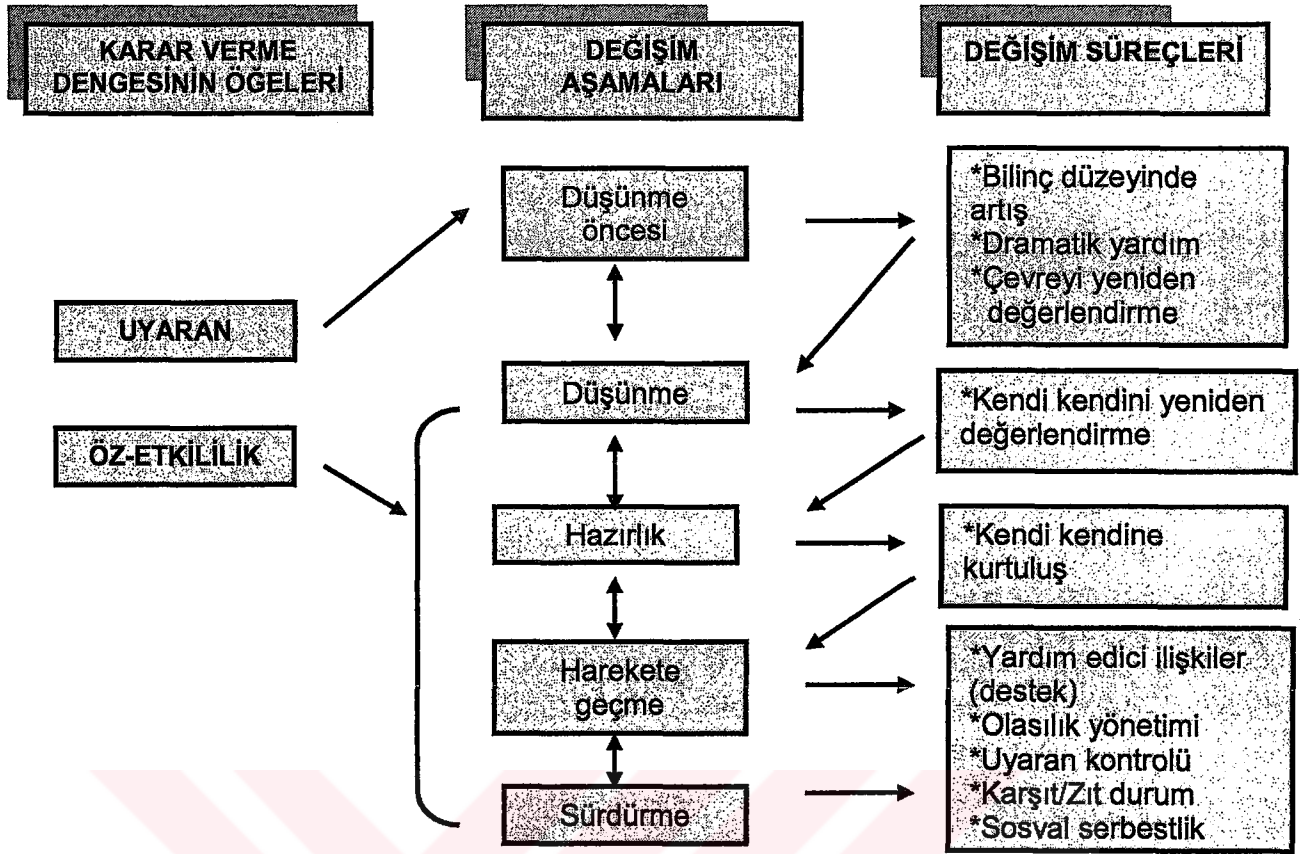 KARAR VERME
DENGESİNİN ÖĞELERİ
DEĞİŞİM
AŞAMALARI
DEĞİŞİM SÜREÇLERİ
UYARAN
ÖZ-ETKİLİLİK
Düşünme
öncesi
Düşünme
Hazırlık
Harekete
geçme
Sürdürme
*Bilinç düzeyinde
artış
*Dramatik yardım
*Çevreyi yeniden
değerlendirme
*Kendi kendini yeniden
değerlendirme
*Kendi kendine
kurtuluş
*Yardım edici ilişkiler
(destek)
*Olasılık yönetimi
*Uyaran kontrolü
*Karşıt/Zıt durum
*Sosyal serbestlik